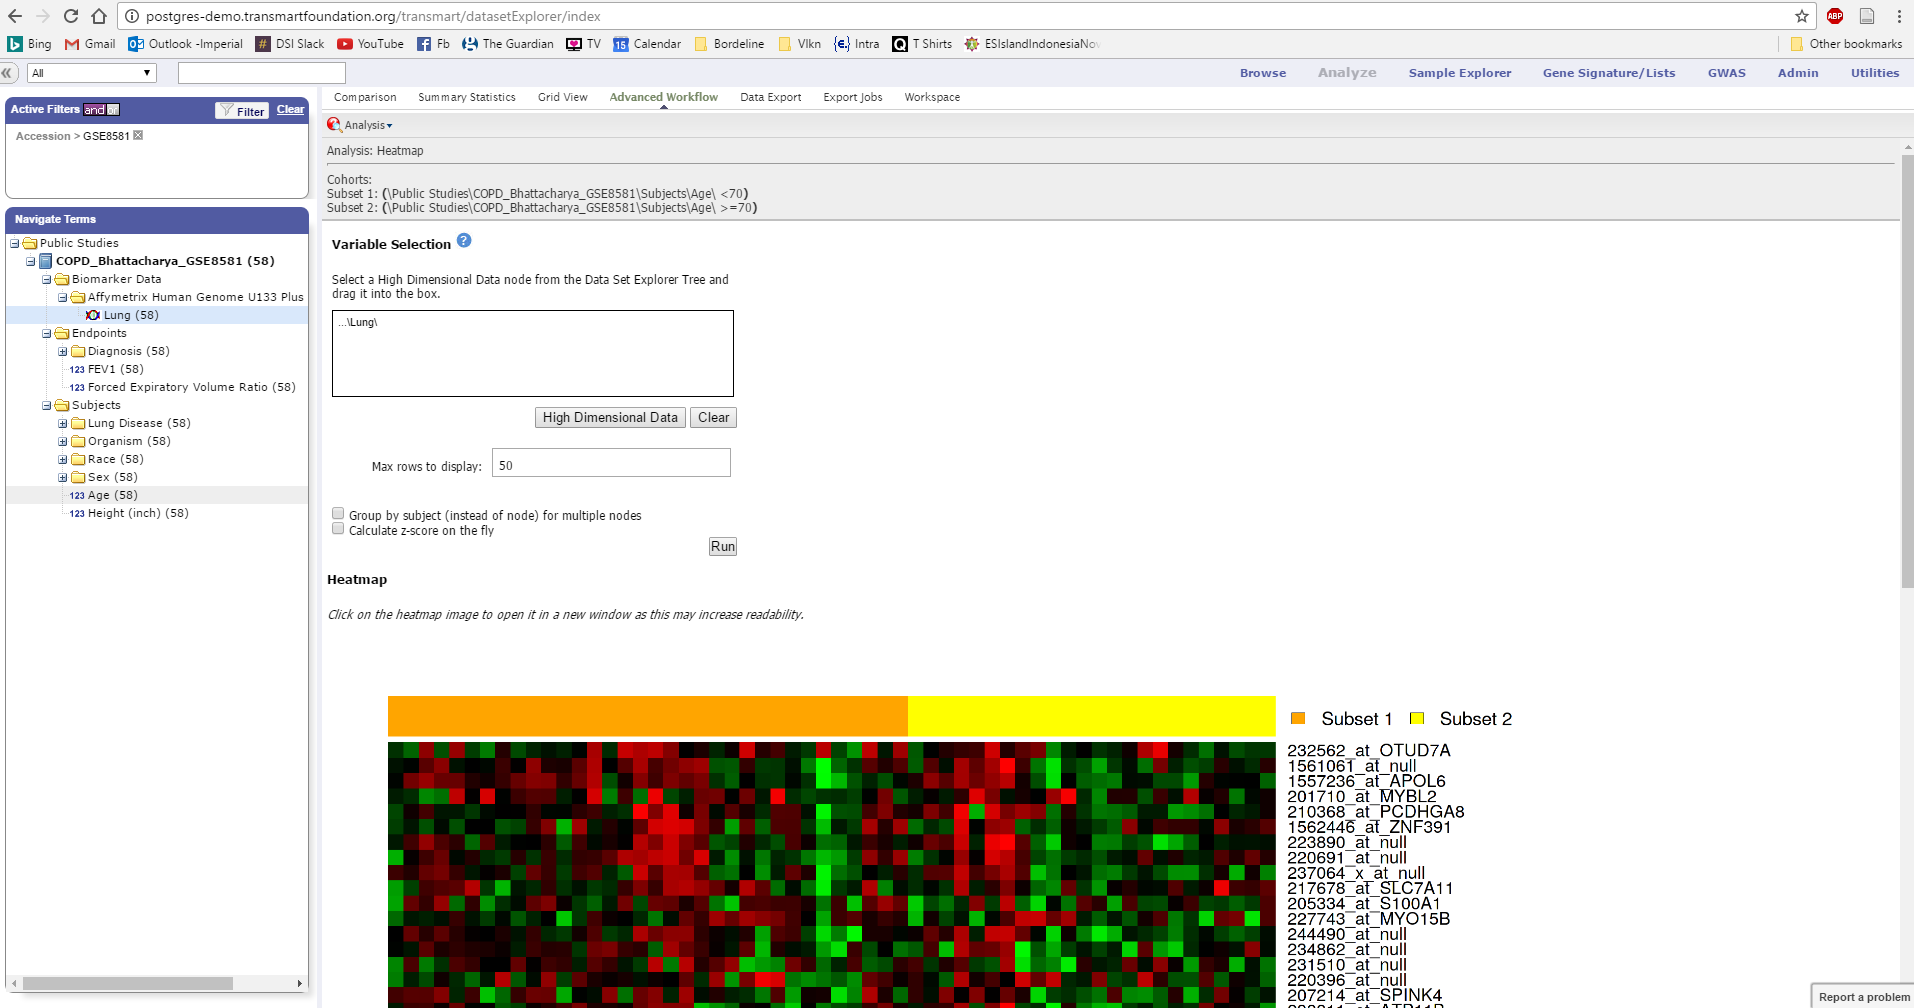 postgres-demo.transmartfoundation.org/transmart/datasetExplorer/index
Bing Gmail Outlook -Imperial DSI Slack YouTube Fb The Guardian TV 15 Calendar Bordeline Vlkn Intra T Shirts ESIslandIndonesiaNov Other bookmarks
ABP
All
Browse Analyze Sample Explorer Gene Signature/Lists GWAS Admin Utilities
Active Filters and or Filter Clear
Accession > GSE8581
Navigate Terms
Public Studies
COPD_Bhattacharya_GSE8581 (58)
Biomarker Data
Affymetrix Human Genome U133 Plus
Lung (58)
Endpoints
Diagnosis (58)
123 FEV1 (58)
123 Forced Expiratory Volume Ratio (58)
Subjects
Lung Disease (58)
Organism (58)
Race (58)
Sex (58)
123 Age (58)
123 Height (inch) (58)
Comparison Summary Statistics Grid View Advanced Workflow Data Export Export Jobs Workspace
Analysis
Analysis: Heatmap
Cohorts:
Subset 1: (\Public Studies\COPD_Bhattacharya_GSE8581\Subjects\Age\ <70)
Subset 2: (\Public Studies\COPD_Bhattacharya_GSE8581\Subjects\Age\ >=70)
Variable Selection ?
Select a High Dimensional Data node from the Data Set Explorer Tree and
drag it into the box.
...\Lung\
High Dimensional Data Clear
Max rows to display: 50
Group by subject (instead of node) for multiple nodes
Calculate z-score on the fly
Run
Heatmap
Click on the heatmap image to open it in a new window as this may increase readability.
Subset 1 Subset 2
232562_at_OTUD7A
1561061_at_null
1557236_at_APOL6
201710_at_MYBL2
210368_at_PCDHGA8
1562446_at_ZNF391
223890_at_null
220691_at_null
237064_x_at_null
217678_at_SLC7A11
205334_at_S100A1
227743_at_MYO15B
244490_at_null
234862_at_null
231510_at_null
220396_at_null
207214_at_SPINK4
Report a problem